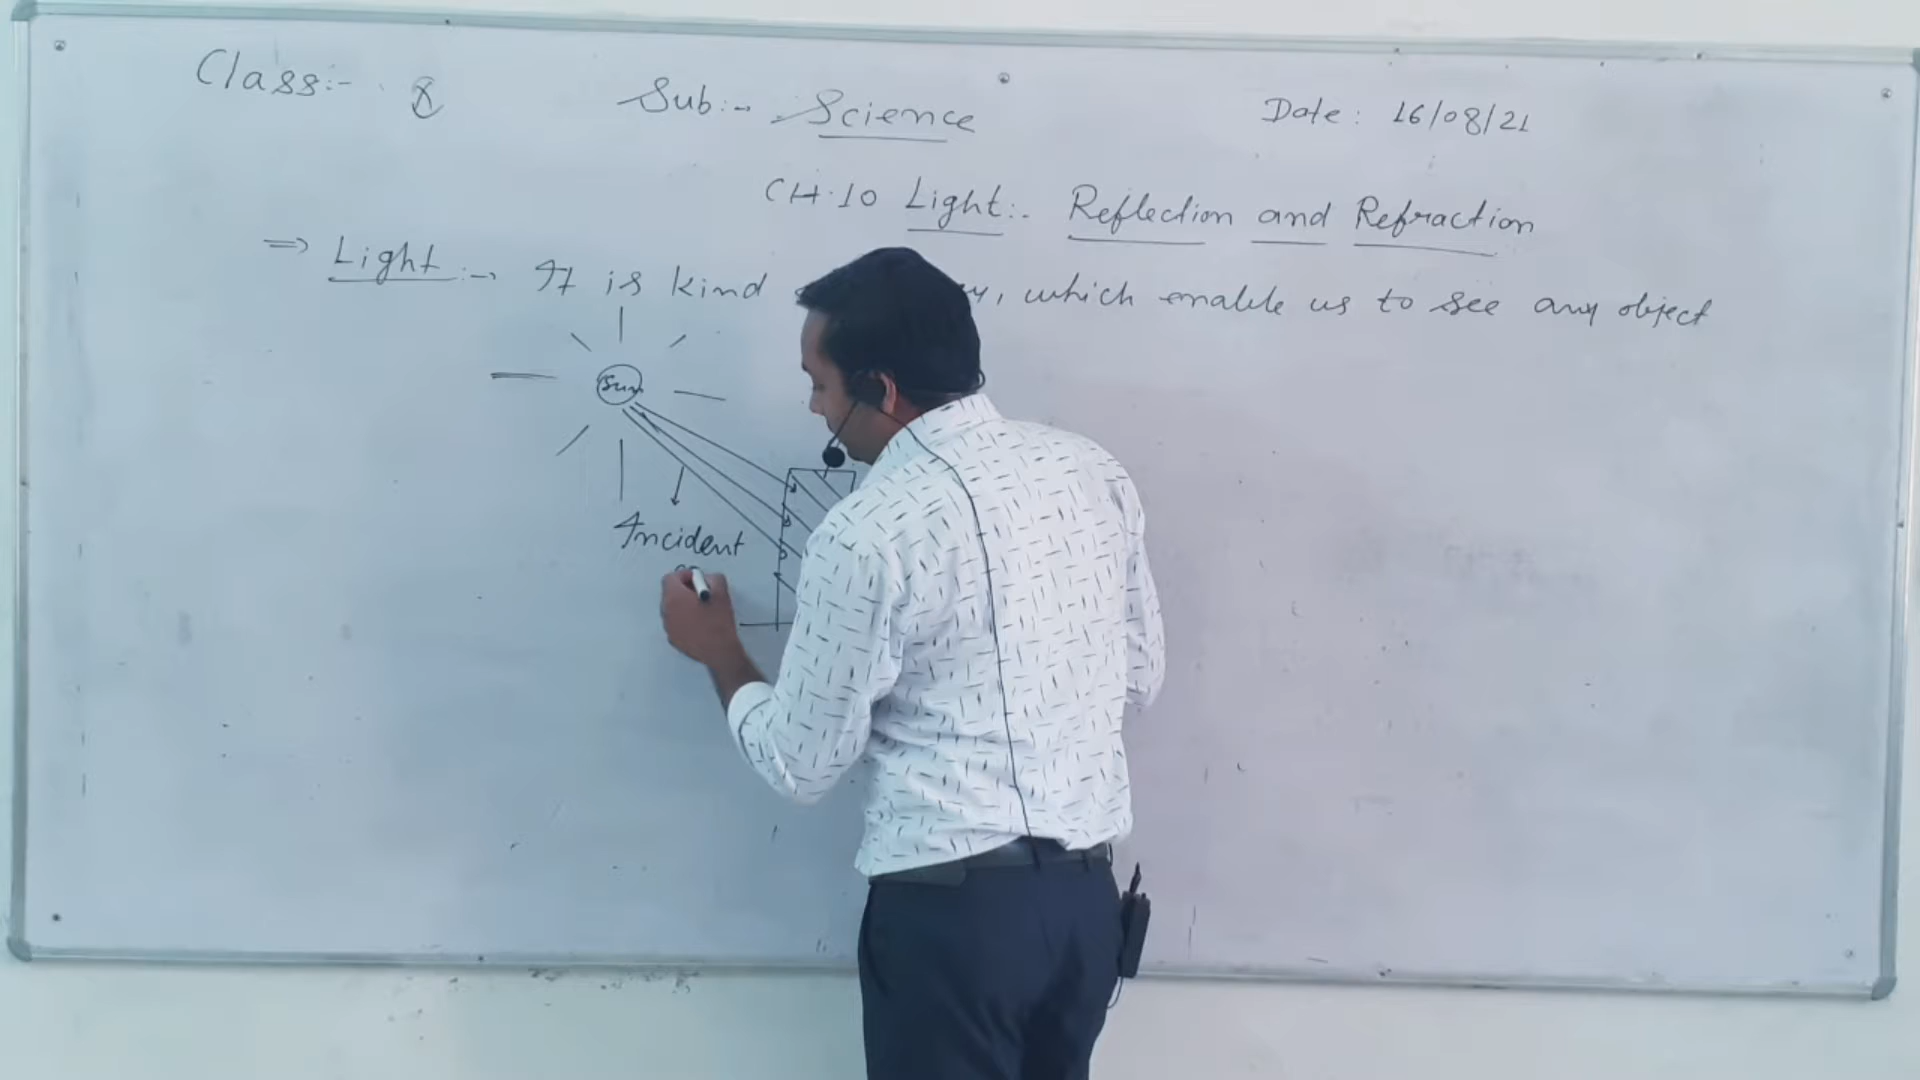 Class:- X Sub:- Science Date: 16/08/21
CH.10 Light:- Reflection and Refraction
⇒ Light:- It is kind y, which enable us to see any object
Sun
Incident